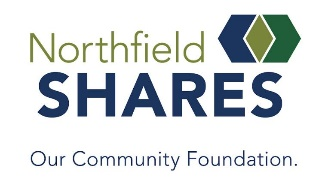 Northfield
SHARES
Our Community Foundation.